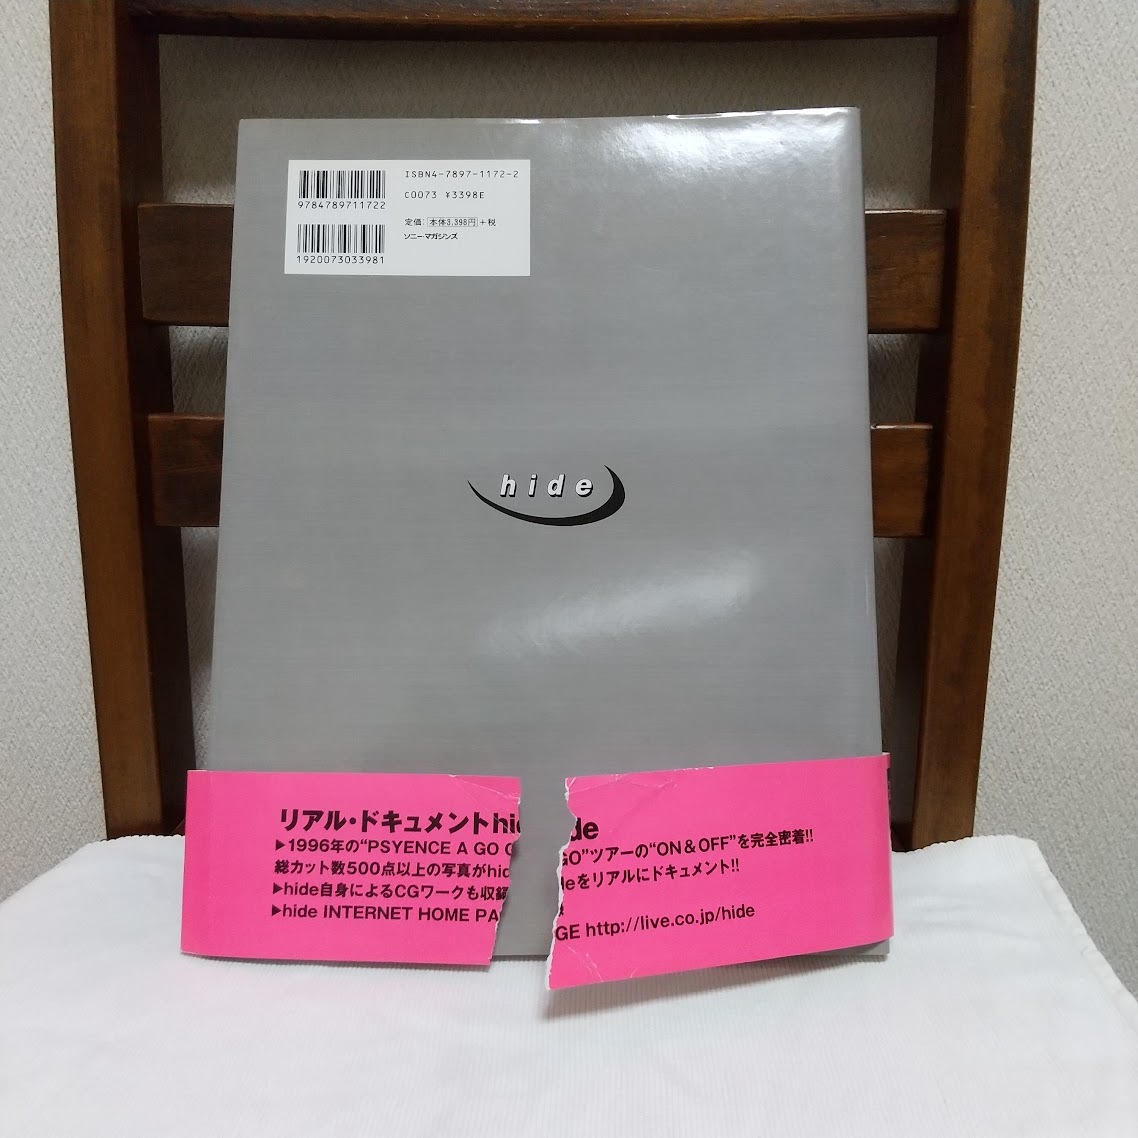 ISBN4-7897-1172-2
C0073 ¥3398E
9784789711722
定価:本体3,398円+税
ソニー・マガジンズ
1920073033981
hide
リアル・ドキュメントhi de
▶1996年の“PSYENCE A GO GO”ツアーの“ON&OFF”を完全密着!!
総カット数500点以上の写真がhideをリアルにドキュメント!!
▶hide自身によるCGワークも収録
▶hide INTERNET HOME PAGE http://live.co.jp/hide